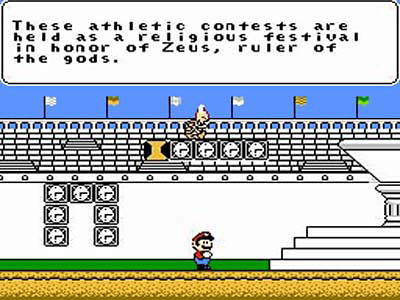 These athletic contests are
held as a religious festival
in honor of Zeus, ruler of
the gods.